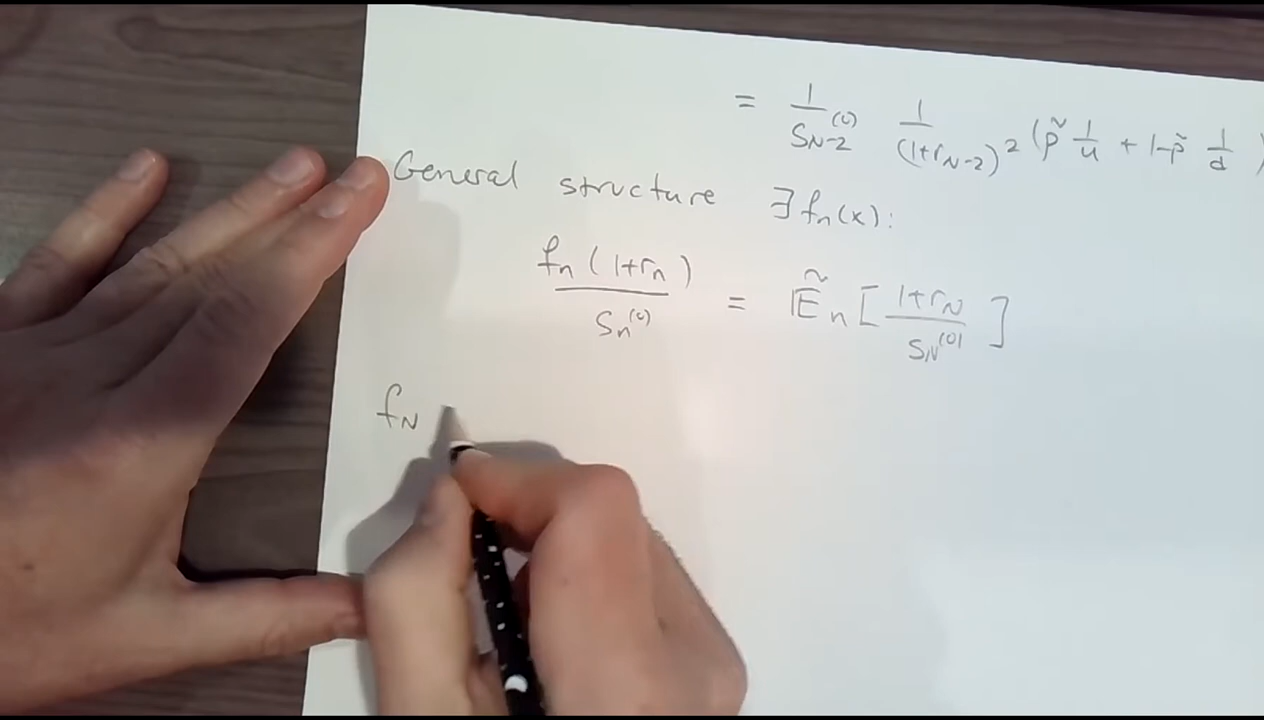 = 1/S_{N-2}^{(0)} 1/(1+r_{N-2})^2 (p̃ 1/u + 1-p̃ 1/d)
General structure ∃ f_n(x):
f_n(1+r_n)/S_n^{(0)} = 𝔼̃_n[1+r_N/S_N^{(0)}]
f_N